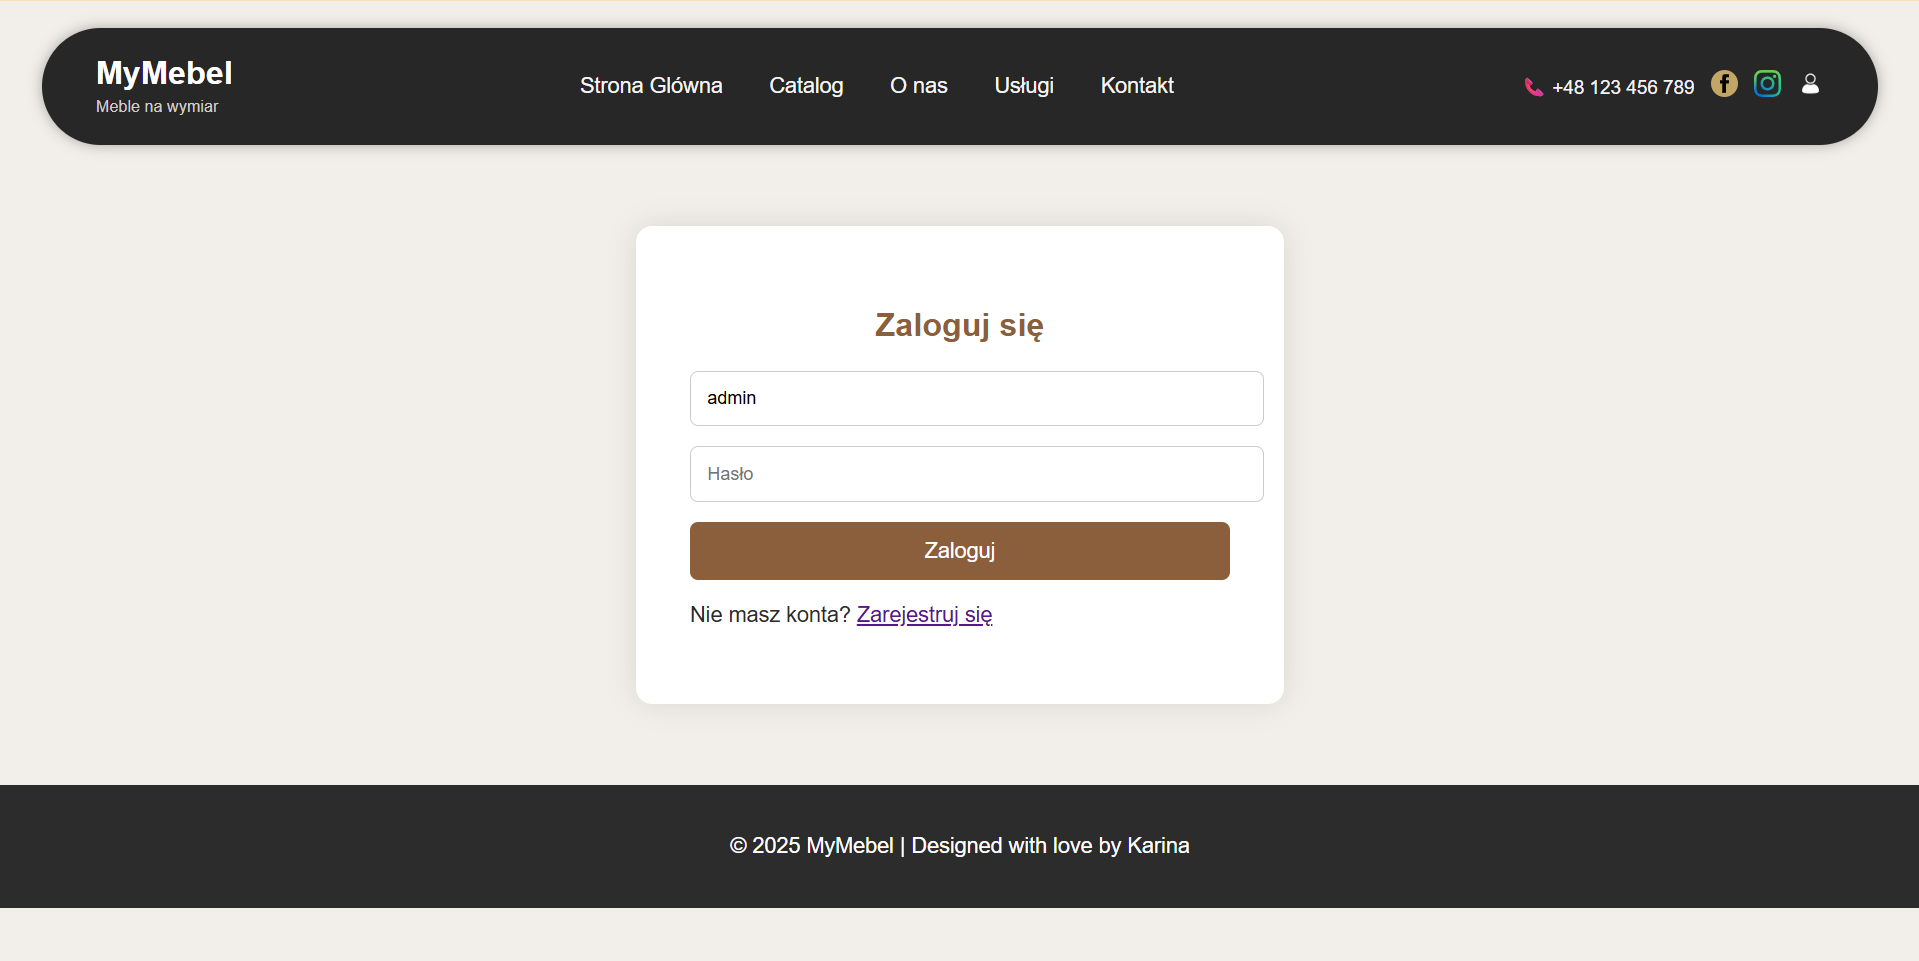 MyMebel
Meble na wymiar
Strona Glówna
Catalog
O nas
Usługi
Kontakt
+48 123 456 789
Zaloguj się
admin
Hasło
Zaloguj
Nie masz konta? Zarejestruj się
© 2025 MyMebel | Designed with love by Karina